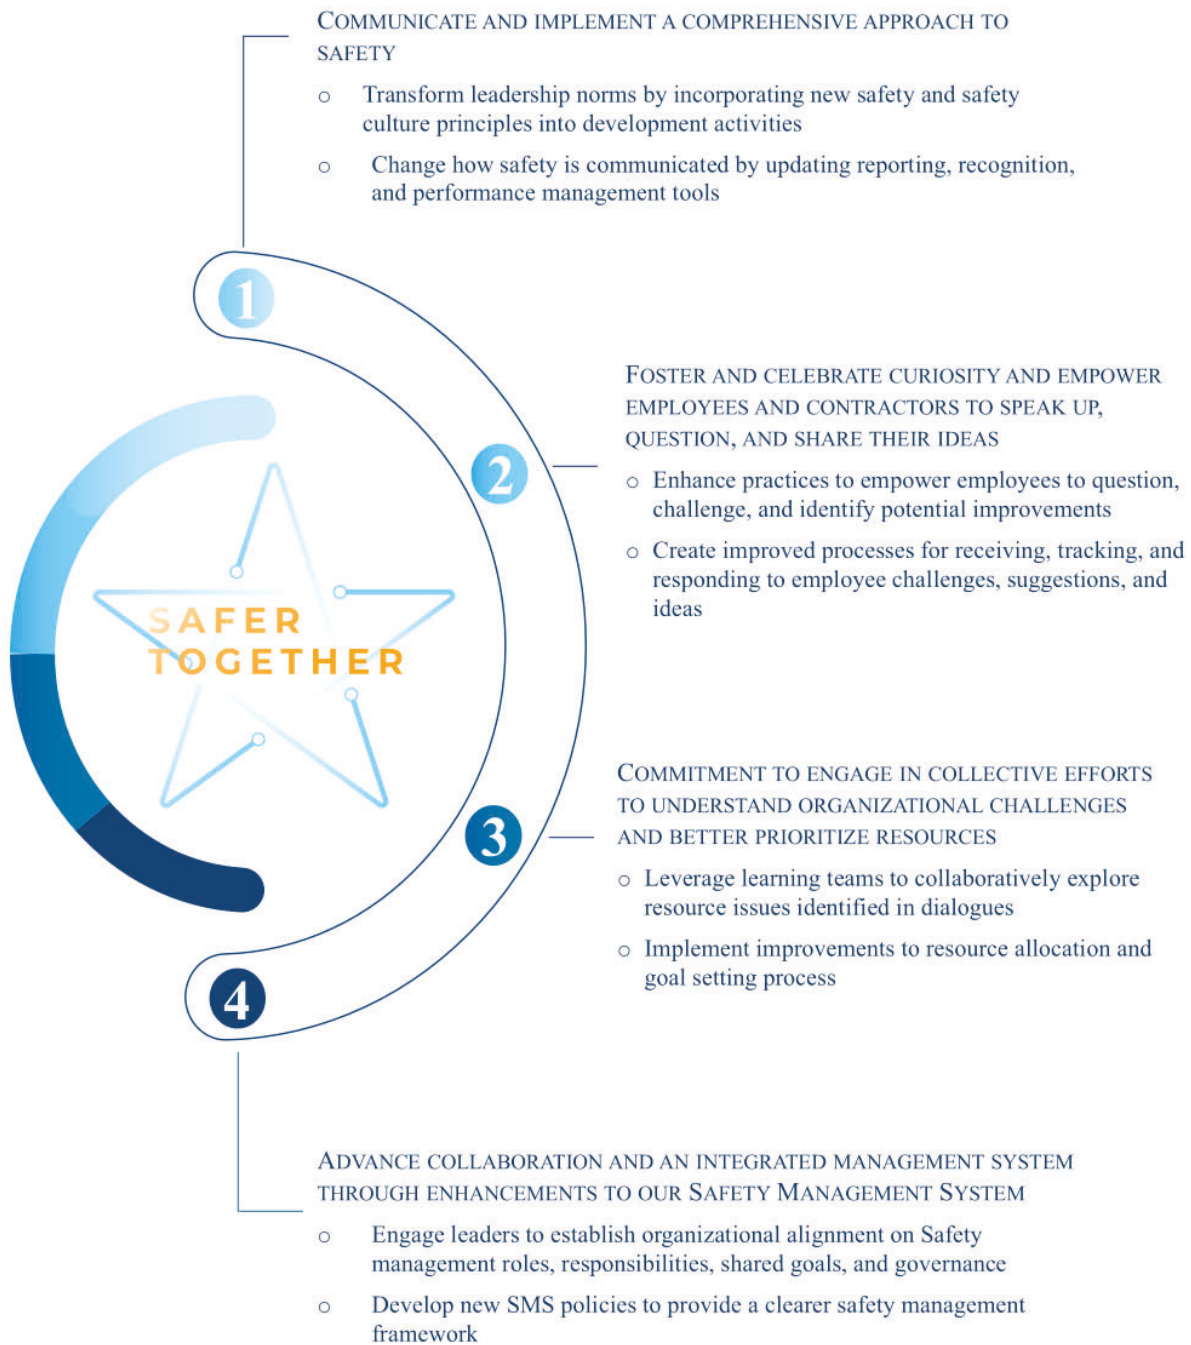 COMMUNICATE AND IMPLEMENT A COMPREHENSIVE APPROACH TO
SAFETY
o Transform leadership norms by incorporating new safety and safety
culture principles into development activities
o Change how safety is communicated by updating reporting, recognition,
and performance management tools
1
2
FOSTER AND CELEBRATE CURIOSITY AND EMPOWER
EMPLOYEES AND CONTRACTORS TO SPEAK UP,
QUESTION, AND SHARE THEIR IDEAS
o Enhance practices to empower employees to question,
challenge, and identify potential improvements
o Create improved processes for receiving, tracking, and
responding to employee challenges, suggestions, and
ideas
SAFER
TOGETHER
3
COMMITMENT TO ENGAGE IN COLLECTIVE EFFORTS
TO UNDERSTAND ORGANIZATIONAL CHALLENGES
AND BETTER PRIORITIZE RESOURCES
o Leverage learning teams to collaboratively explore
resource issues identified in dialogues
o Implement improvements to resource allocation and
goal setting process
4
ADVANCE COLLABORATION AND AN INTEGRATED MANAGEMENT SYSTEM
THROUGH ENHANCEMENTS TO OUR SAFETY MANAGEMENT SYSTEM
o Engage leaders to establish organizational alignment on Safety
management roles, responsibilities, shared goals, and governance
o Develop new SMS policies to provide a clearer safety management
framework